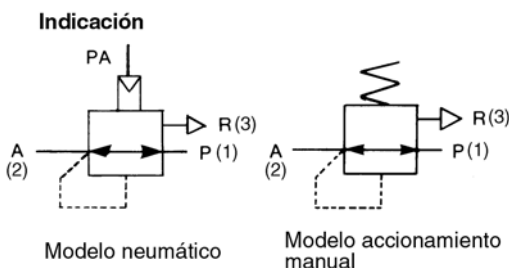 Indicación
PA
R (3)
A
(2)
P (1)
Modelo neumático
R (3)
A
(2)
P (1)
Modelo accionamiento
manual